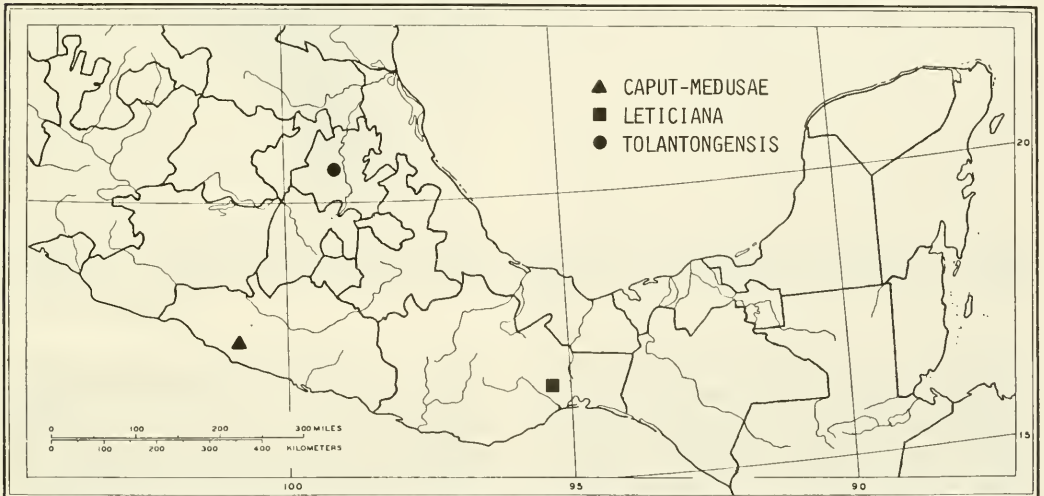 ▲ CAPUT-MEDUSAE
■ LETICIANA
● TOLANTONGENSIS
20
0 100 200 300 MILES
0 100 200 300 400 KILOMETERS
15
100 95 90